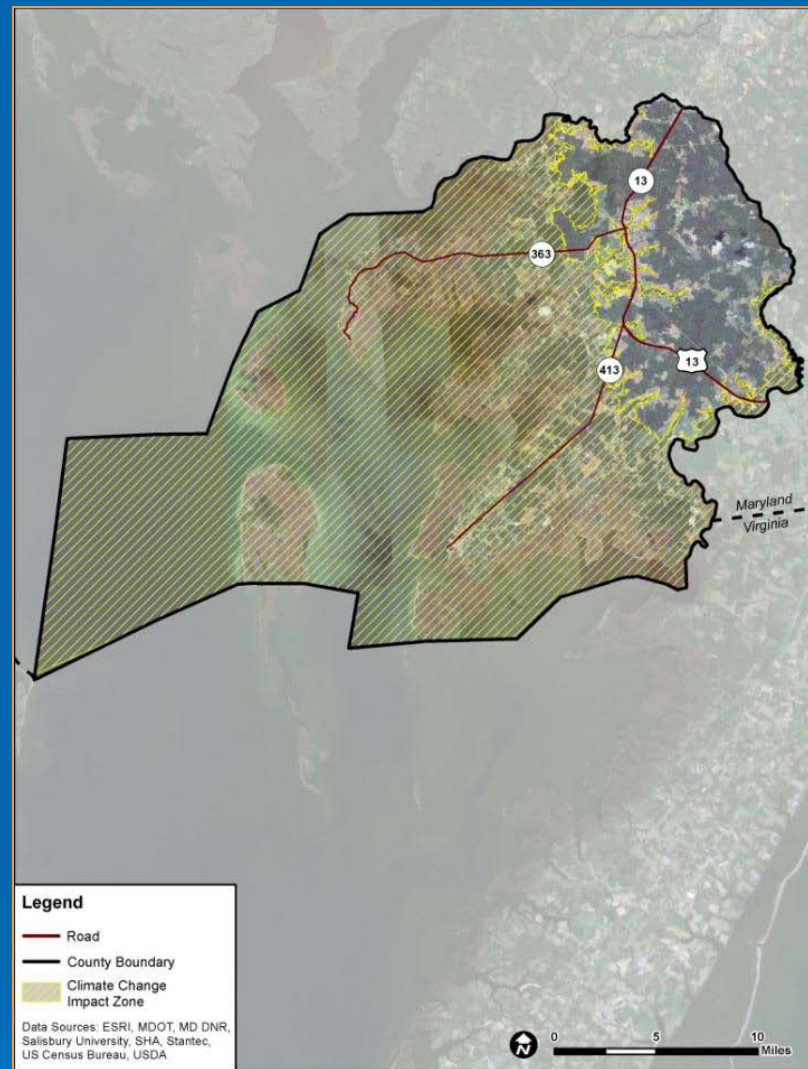 13
363
413
13
Maryland
Virginia
Legend
Road
County Boundary
Climate Change
Impact Zone
Data Sources: ESRI, MDOT, MD DNR,
Salisbury University, SHA, Stantec,
US Census Bureau, USDA
N
0 5 10
Miles